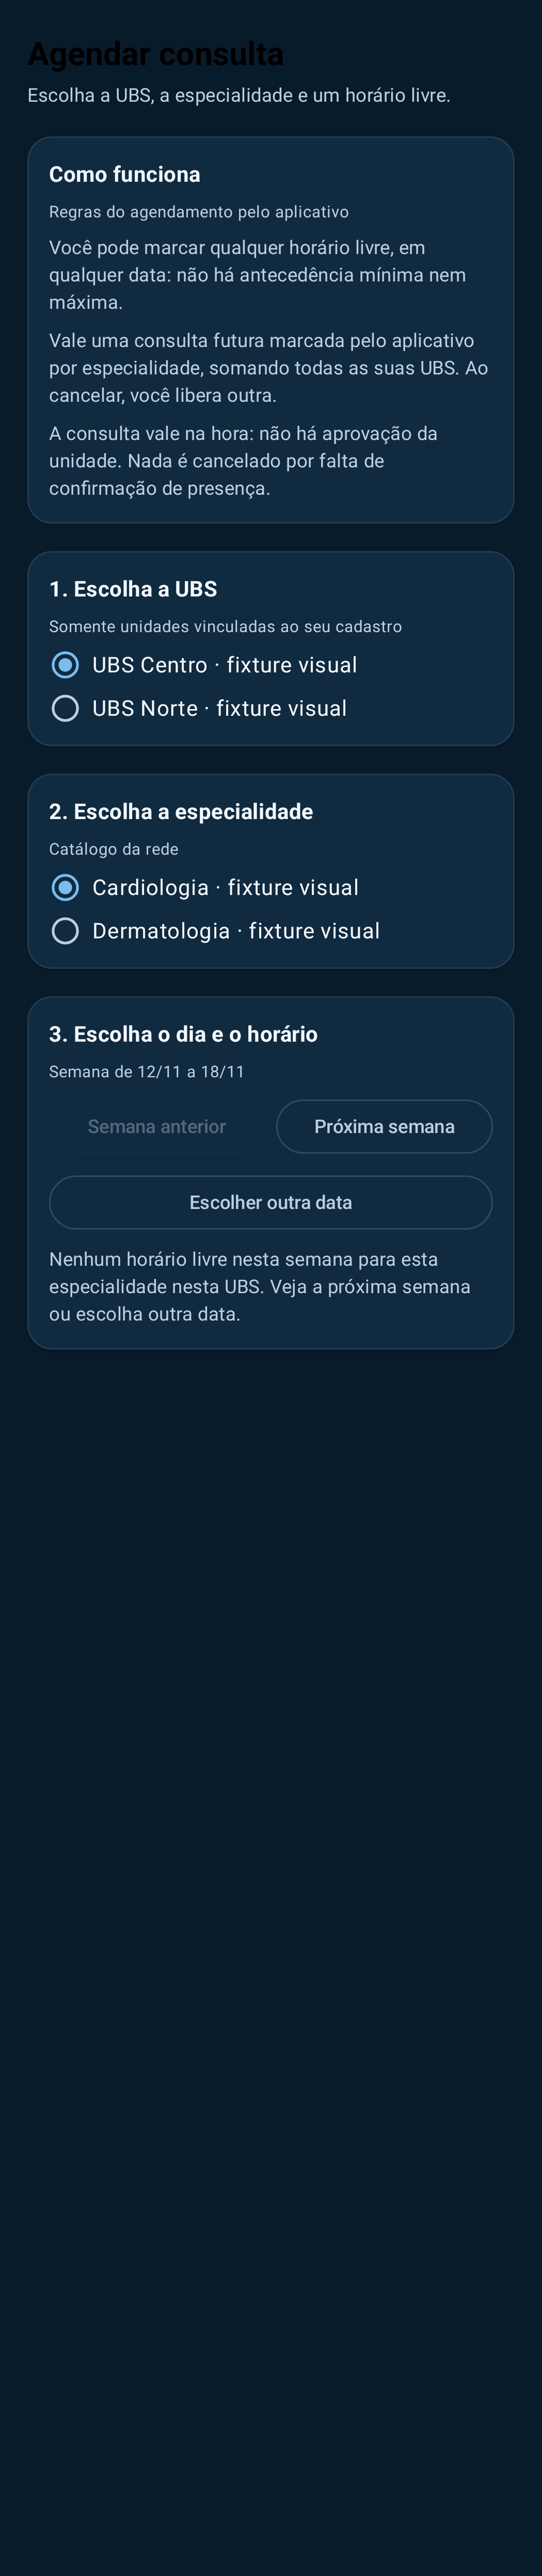 Agendar consulta
Escolha a UBS, a especialidade e um horário livre.
Como funciona
Regras do agendamento pelo aplicativo
Você pode marcar qualquer horário livre, em
qualquer data: não há antecedência mínima nem
máxima.
Vale uma consulta futura marcada pelo aplicativo
por especialidade, somando todas as suas UBS. Ao
cancelar, você libera outra.
A consulta vale na hora: não há aprovação da
unidade. Nada é cancelado por falta de
confirmação de presença.
1. Escolha a UBS
Somente unidades vinculadas ao seu cadastro
UBS Centro · fixture visual
UBS Norte · fixture visual
2. Escolha a especialidade
Catálogo da rede
Cardiologia · fixture visual
Dermatologia · fixture visual
3. Escolha o dia e o horário
Semana de 12/11 a 18/11
Semana anterior
Próxima semana
Escolher outra data
Nenhum horário livre nesta semana para esta
especialidade nesta UBS. Veja a próxima semana
ou escolha outra data.